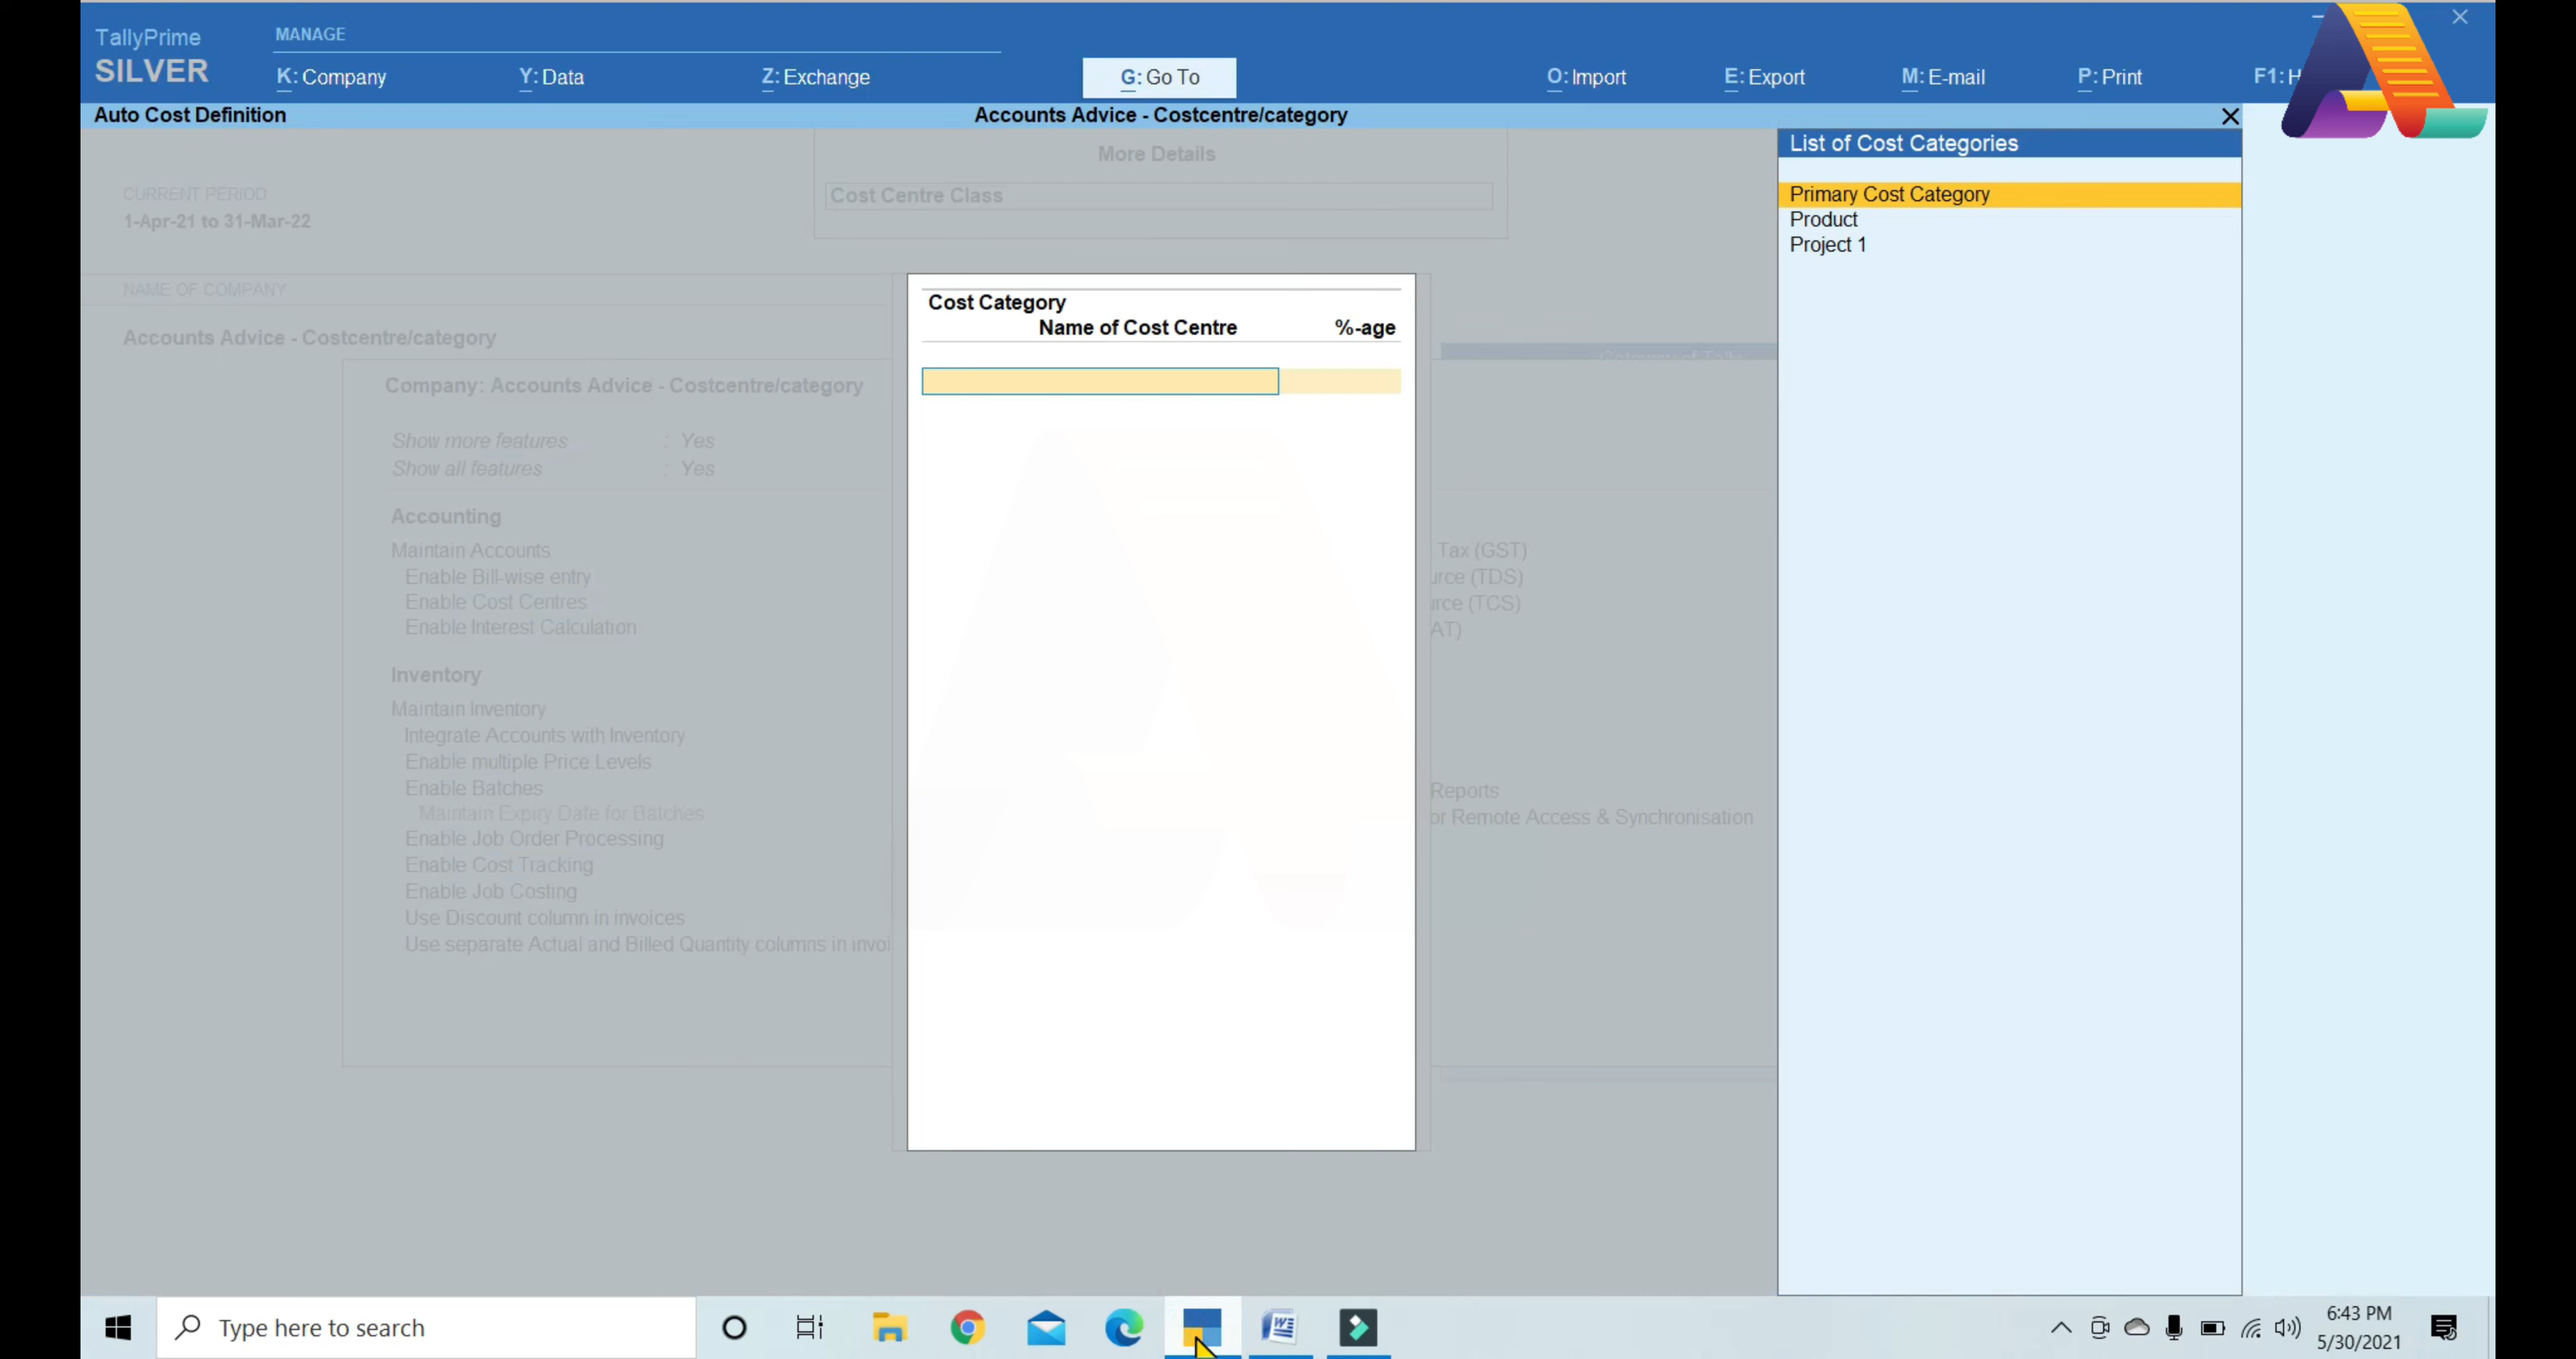 TallyPrime
SILVER
MANAGE
K: Company
Y: Data
Z: Exchange
G: Go To
O: Import
E: Export
M: E-mail
P: Print
F1: H
Auto Cost Definition
Accounts Advice - Costcentre/category
More Details
Cost Centre Class
CURRENT PERIOD
1-Apr-21 to 31-Mar-22
NAME OF COMPANY
Accounts Advice - Costcentre/category
Company: Accounts Advice - Costcentre/category
Show more features : Yes
Show all features : Yes
Accounting
Maintain Accounts
Enable Bill-wise entry
Enable Cost Centres
Enable Interest Calculation
Inventory
Maintain Inventory
Integrate Accounts with Inventory
Enable multiple Price Levels
Enable Batches
Maintain Expiry Date for Batches
Enable Job Order Processing
Enable Cost Tracking
Enable Job Costing
Use Discount column in invoices
Use separate Actual and Billed Quantity columns in invoi
Cost Category
Name of Cost Centre %-age
Tax (GST)
urce (TDS)
urce (TCS)
AT)
Reports
or Remote Access & Synchronisation
List of Cost Categories
Primary Cost Category
Product
Project 1
Type here to search
6:43 PM
5/30/2021